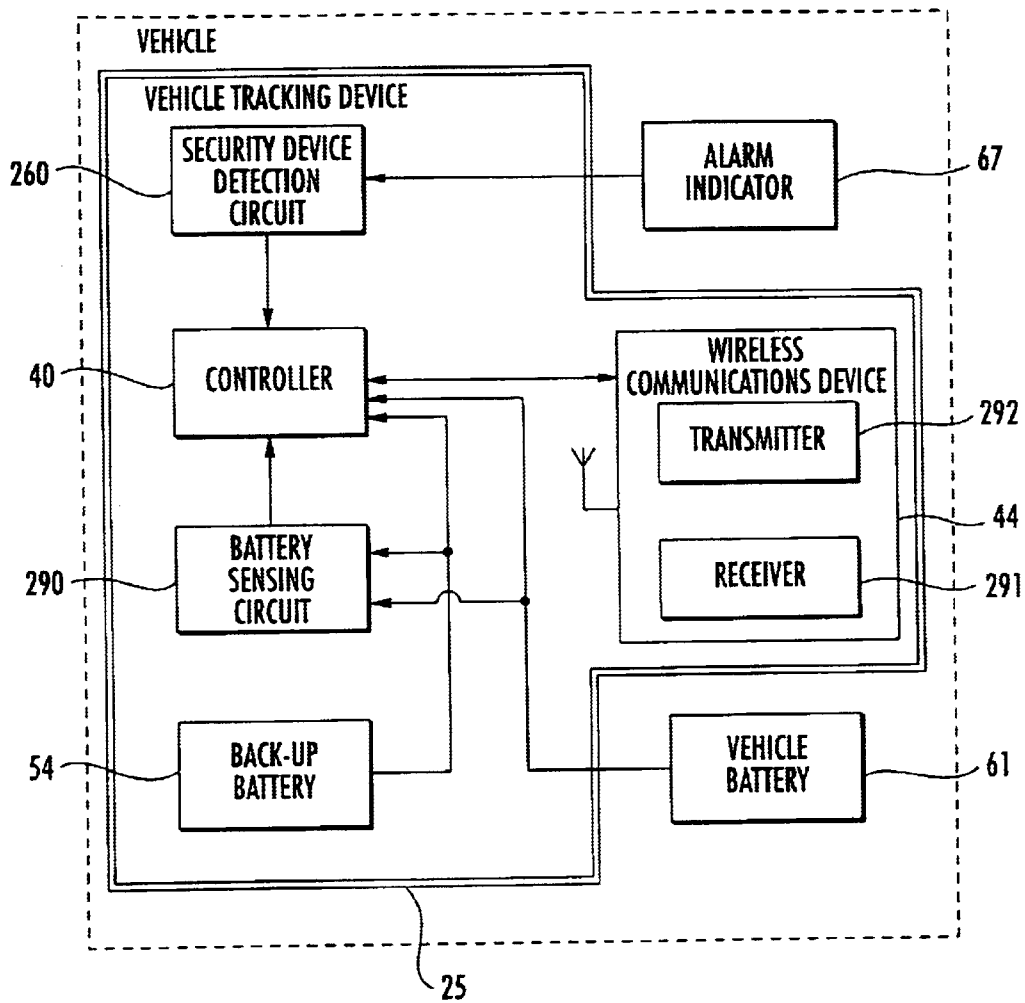 VEHICLE
VEHICLE TRACKING DEVICE
SECURITY DEVICE
DETECTION
CIRCUIT
260
ALARM
INDICATOR
67
CONTROLLER
40
WIRELESS
COMMUNICATIONS DEVICE
TRANSMITTER
292
44
BATTERY
SENSING
CIRCUIT
290
RECEIVER
291
BACK-UP
BATTERY
54
VEHICLE
BATTERY
61
25